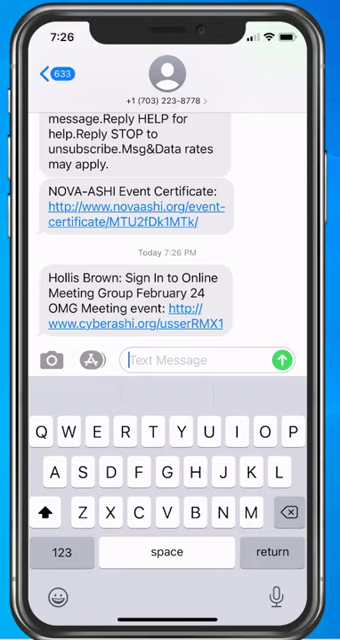 7:26
633
+1 (703) 223-8778 >
message.Reply HELP for
help.Reply STOP to
unsubscribe.Msg&Data rates
may apply.
NOVA-ASHI Event Certificate:
http://www.novaashi.org/event-
certificate/MTU2fDk1MTk/
Today 7:26 PM
Hollis Brown: Sign In to Online
Meeting Group February 24
OMG Meeting event: http://
www.cyberashi.org/usserRMX1
Text Message
Q W E R T Y U I O P
A S D F G H J K L
Z X C V B N M
123 space return